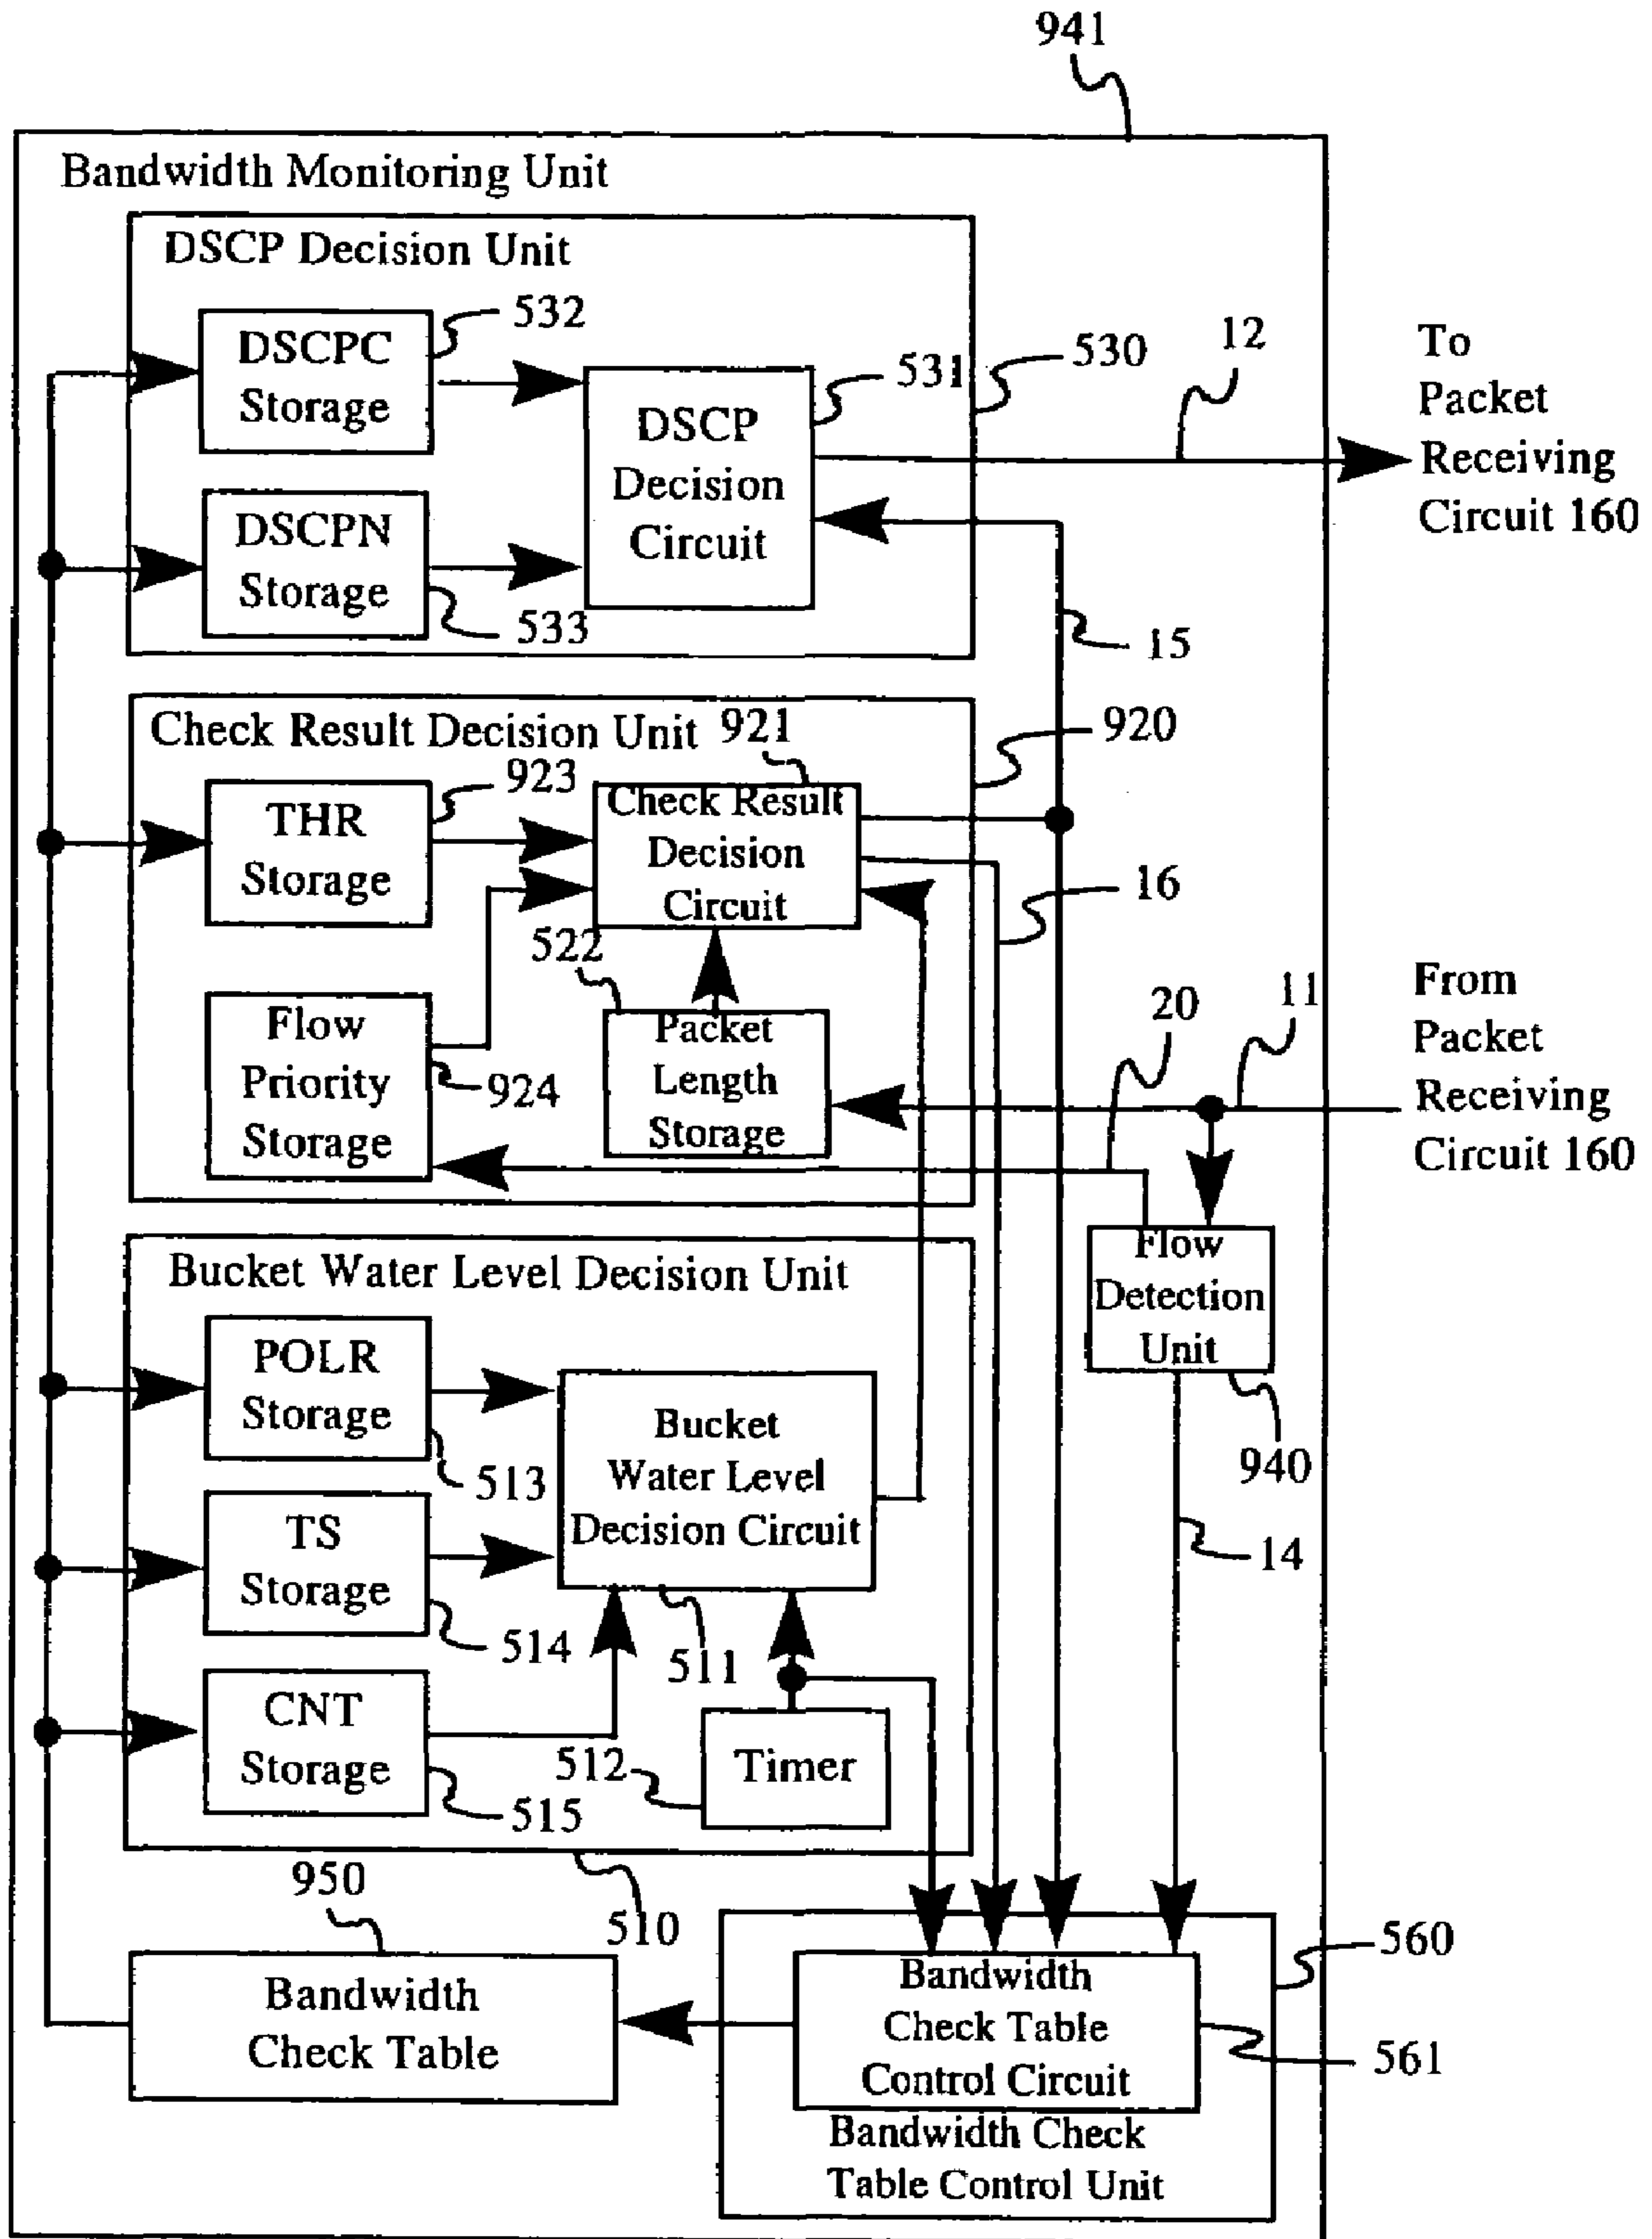 941
Bandwidth Monitoring Unit
DSCP Decision Unit
532
DSCPC
Storage
DSCP
Decision
Circuit
531
530
12
To
Packet
Receiving
Circuit 160
DSCPN
Storage
533
15
Check Result Decision Unit
921
920
923
THR
Storage
Check Result
Decision
Circuit
16
522
Flow
Priority
Storage
924
Packet
Length
Storage
20
11
From
Packet
Receiving
Circuit 160
Bucket Water Level Decision Unit
Flow
Detection
Unit
940
POLR
Storage
513
Bucket
Water Level
Decision Circuit
14
TS
Storage
514
511
CNT
Storage
515
512
Timer
950
510
560
Bandwidth
Check Table
Bandwidth
Check Table
Control Circuit
561
Bandwidth Check
Table Control Unit